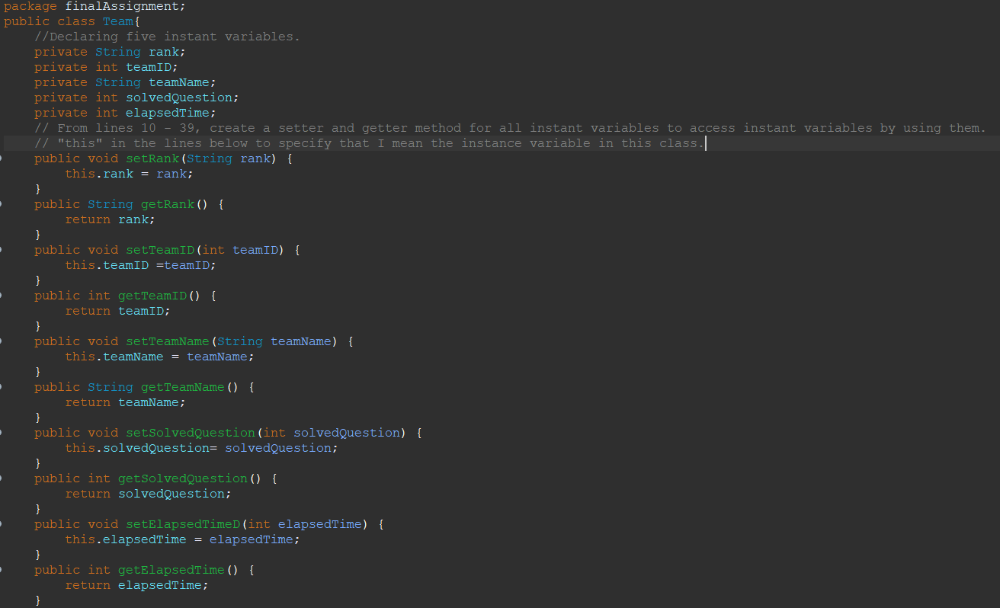 package finalAssignment;
public class Team{
    //Declaring five instant variables.
    private String rank;
    private int teamID;
    private String teamName;
    private int solvedQuestion;
    private int elapsedTime;
    // From lines 10 - 39, create a setter and getter method for all instant variables to access instant variables by using them.
    // "this" in the lines below to specify that I mean the instance variable in this class.
    public void setRank(String rank) {
        this.rank = rank;
    }
    public String getRank() {
        return rank;
    }
    public void setTeamID(int teamID) {
        this.teamID =teamID;
    }
    public int getTeamID() {
        return teamID;
    }
    public void setTeamName(String teamName) {
        this.teamName = teamName;
    }
    public String getTeamName() {
        return teamName;
    }
    public void setSolvedQuestion(int solvedQuestion) {
        this.solvedQuestion= solvedQuestion;
    }
    public int getSolvedQuestion() {
        return solvedQuestion;
    }
    public void setElapsedTimeD(int elapsedTime) {
        this.elapsedTime = elapsedTime;
    }
    public int getElapsedTime() {
        return elapsedTime;
    }